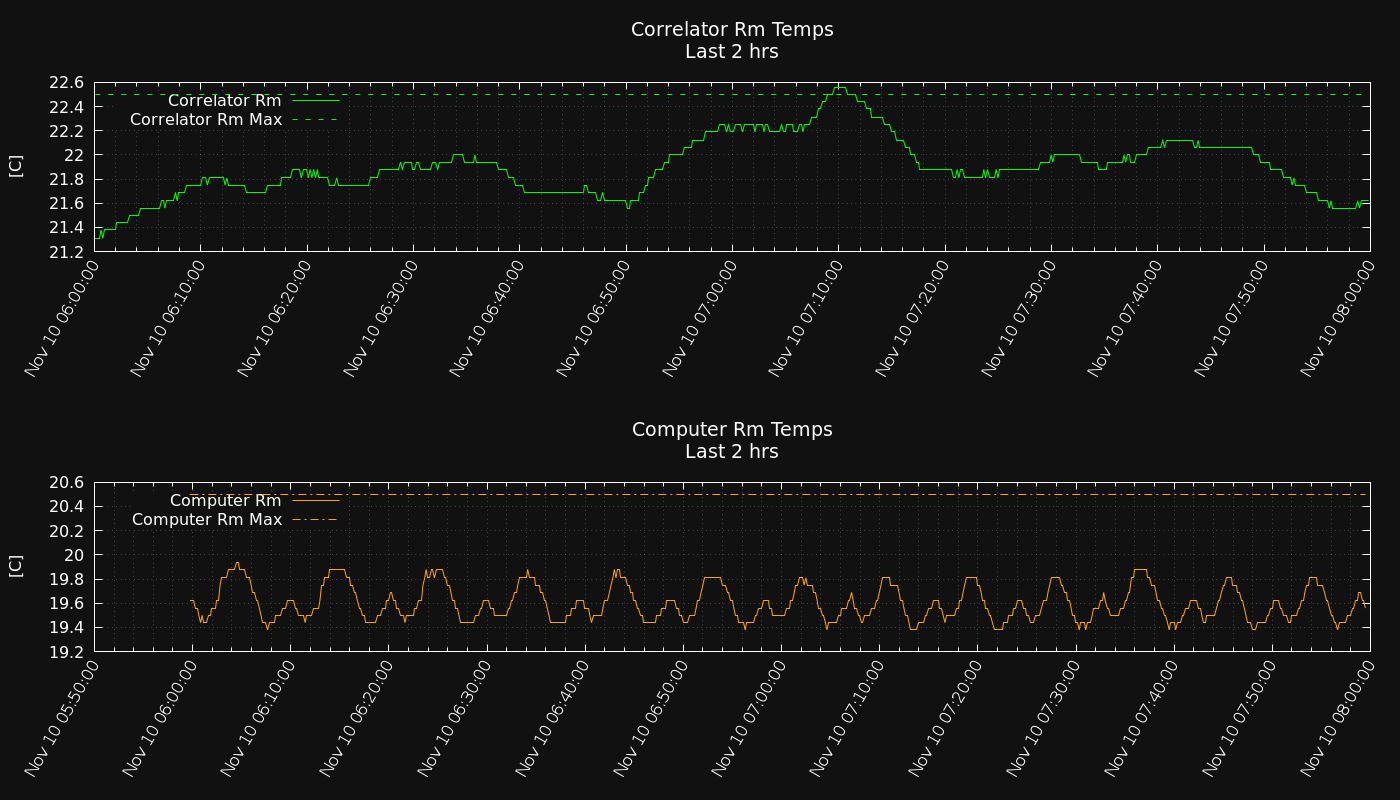 Correlator Rm Temps
Last 2 hrs
22.6
22.4
22.2
22
21.8
21.6
21.4
21.2
[C]
Correlator Rm
Correlator Rm Max
Nov 10 06:00:00
Nov 10 06:10:00
Nov 10 06:20:00
Nov 10 06:30:00
Nov 10 06:40:00
Nov 10 06:50:00
Nov 10 07:00:00
Nov 10 07:10:00
Nov 10 07:20:00
Nov 10 07:30:00
Nov 10 07:40:00
Nov 10 07:50:00
Nov 10 08:00:00
Computer Rm Temps
Last 2 hrs
20.6
20.4
20.2
20
19.8
19.6
19.4
19.2
[C]
Computer Rm
Computer Rm Max
Nov 10 05:50:00
Nov 10 06:00:00
Nov 10 06:10:00
Nov 10 06:20:00
Nov 10 06:30:00
Nov 10 06:40:00
Nov 10 06:50:00
Nov 10 07:00:00
Nov 10 07:10:00
Nov 10 07:20:00
Nov 10 07:30:00
Nov 10 07:40:00
Nov 10 07:50:00
Nov 10 08:00:00